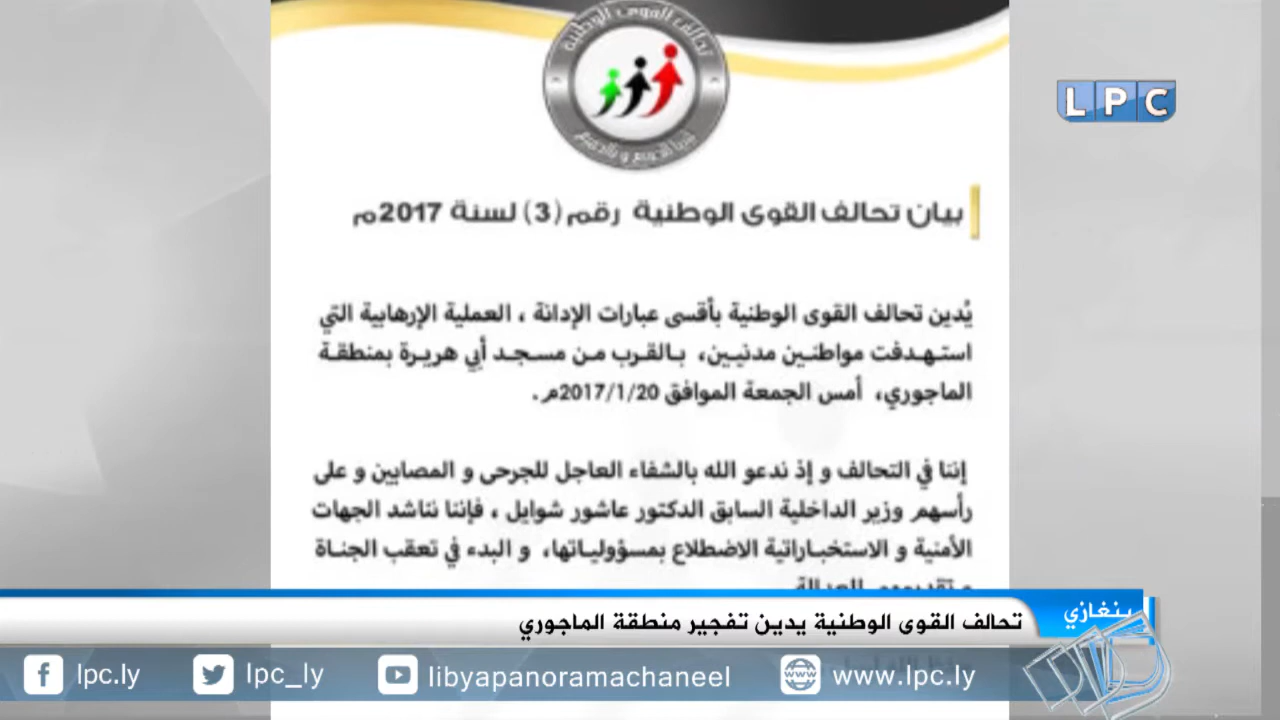 تحالف القوى الوطنية
LPC
بيان تحالف القوى الوطنية رقم (3) لسنة 2017م
يُدين تحالف القوى الوطنية بأقسى عبارات الإدانة ، العملية الإرهابية التي
استهدفت مواطنين مدنيين، بالقرب من مسجد أبي هريرة بمنطقة
الماجوري، أمس الجمعة الموافق 2017/1/20م.
إننا في التحالف و إذ ندعو الله بالشفاء العاجل للجرحى و المصابين و على
رأسهم وزير الداخلية السابق الدكتور عاشور شوايل ، فإننا نناشد الجهات
الأمنية و الاستخباراتية الاضطلاع بمسؤولياتها، و البدء في تعقب الجناة
بنغازي
تحالف القوى الوطنية يدين تفجير منطقة الماجوري
lpc.ly
lpc_ly
libyapanoramachaneel
www.lpc.ly